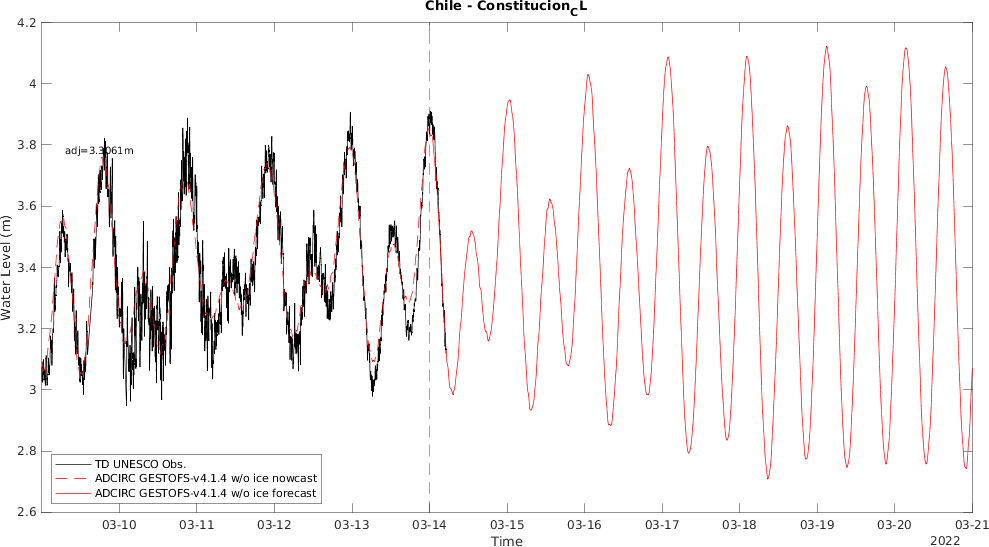 Chile - Constitucion_CL
Water Level (m)
4.2
4
3.8
3.6
3.4
3.2
3
2.8
2.6
adj=3.3061m
TD UNESCO Obs.
ADCIRC GESTOFS-v4.1.4 w/o ice nowcast
ADCIRC GESTOFS-v4.1.4 w/o ice forecast
03-10 03-11 03-12 03-13 03-14 03-15 03-16 03-17 03-18 03-19 03-20 03-21
Time
2022